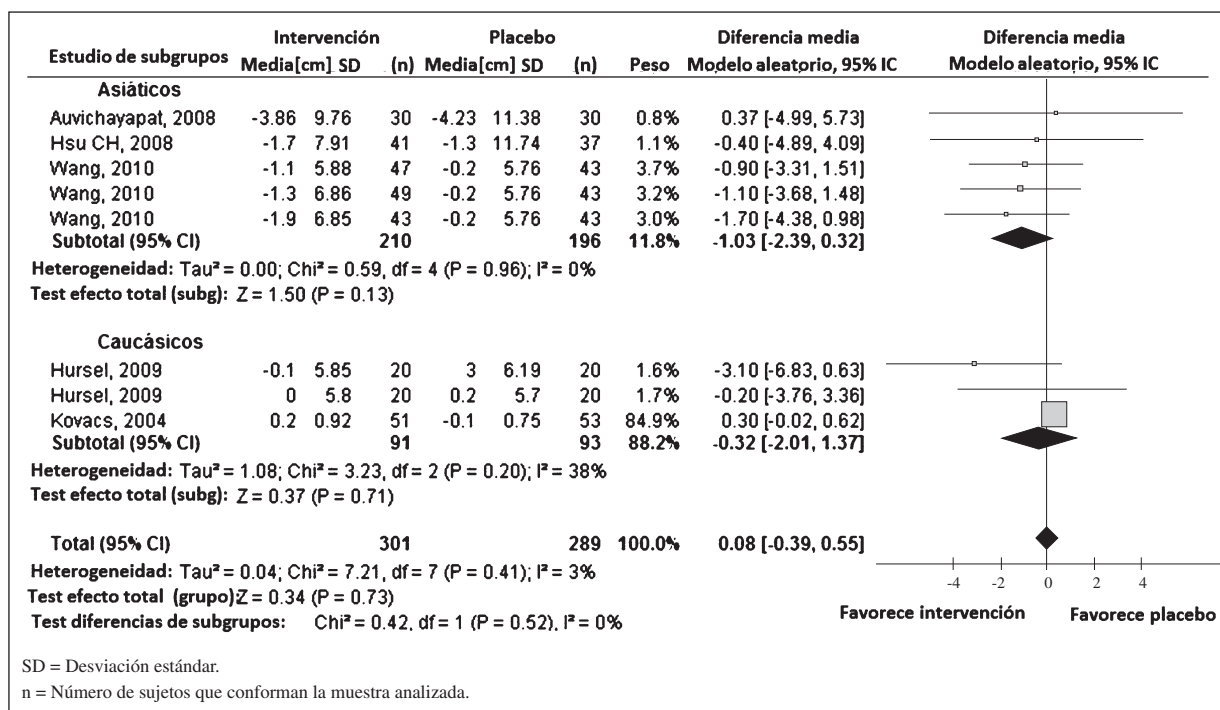 Intervención Placebo Diferencia media Diferencia media
Estudio de subgrupos Media[cm] SD (n) Media[cm] SD (n) Peso Modelo aleatorio, 95% IC Modelo aleatorio, 95% IC
Asiáticos
Auvichayapat, 2008 -3.86 9.76 30 -4.23 11.38 30 0.8% 0.37 [-4.99, 5.73]
Hsu CH, 2008 -1.7 7.91 41 -1.3 11.74 37 1.1% -0.40 [-4.89, 4.09]
Wang, 2010 -1.1 5.88 47 -0.2 5.76 43 3.7% -0.90 [-3.31, 1.51]
Wang, 2010 -1.3 6.86 49 -0.2 5.76 43 3.2% -1.10 [-3.68, 1.48]
Wang, 2010 -1.9 6.85 43 -0.2 5.76 43 3.0% -1.70 [-4.38, 0.98]
Subtotal (95% CI) 210 196 11.8% -1.03 [-2.39, 0.32]
Heterogeneidad: Tau² = 0.00; Chi² = 0.59, df = 4 (P = 0.96); I² = 0%
Test efecto total (subg): Z = 1.50 (P = 0.13)
Caucásicos
Hursel, 2009 -0.1 5.85 20 3 6.19 20 1.6% -3.10 [-6.83, 0.63]
Hursel, 2009 0 5.8 20 0.2 5.7 20 1.7% -0.20 [-3.76, 3.36]
Kovacs, 2004 0.2 0.92 51 -0.1 0.75 53 84.9% 0.30 [-0.02, 0.62]
Subtotal (95% CI) 91 93 88.2% -0.32 [-2.01, 1.37]
Heterogeneidad: Tau² = 1.08; Chi² = 3.23, df = 2 (P = 0.20); I² = 38%
Test efecto total (subg): Z = 0.37 (P = 0.71)
Total (95% CI) 301 289 100.0% 0.08 [-0.39, 0.55]
Heterogeneidad: Tau² = 0.04; Chi² = 7.21, df = 7 (P = 0.41); I² = 3%
-4 -2 0 2 4
Test efecto total (grupo): Z = 0.34 (P = 0.73)
Favorece intervención Favorece placebo
Test diferencias de subgrupos: Chi² = 0.42, df = 1 (P = 0.52), I² = 0%
SD = Desviación estándar.
n = Número de sujetos que conforman la muestra analizada.